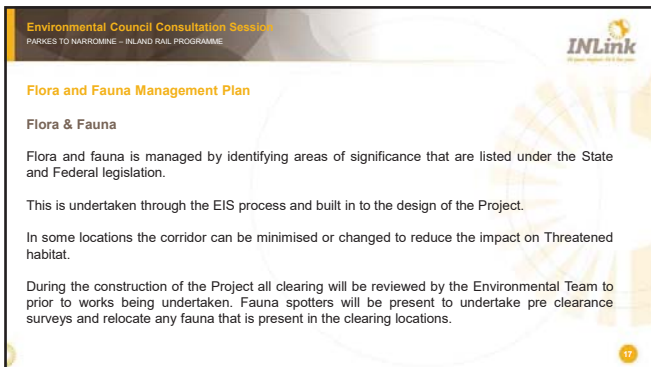 Environmental Council Consultation Session
PARKES TO NARROMINE – INLAND RAIL PROGRAMME
INLink
Flora and Fauna Management Plan
Flora & Fauna
Flora and fauna is managed by identifying areas of significance that are listed under the State
and Federal legislation.
This is undertaken through the EIS process and built in to the design of the Project.
In some locations the corridor can be minimised or changed to reduce the impact on Threatened
habitat.
During the construction of the Project all clearing will be reviewed by the Environmental Team to
prior to works being undertaken. Fauna spotters will be present to undertake pre clearance
surveys and relocate any fauna that is present in the clearing locations.
17